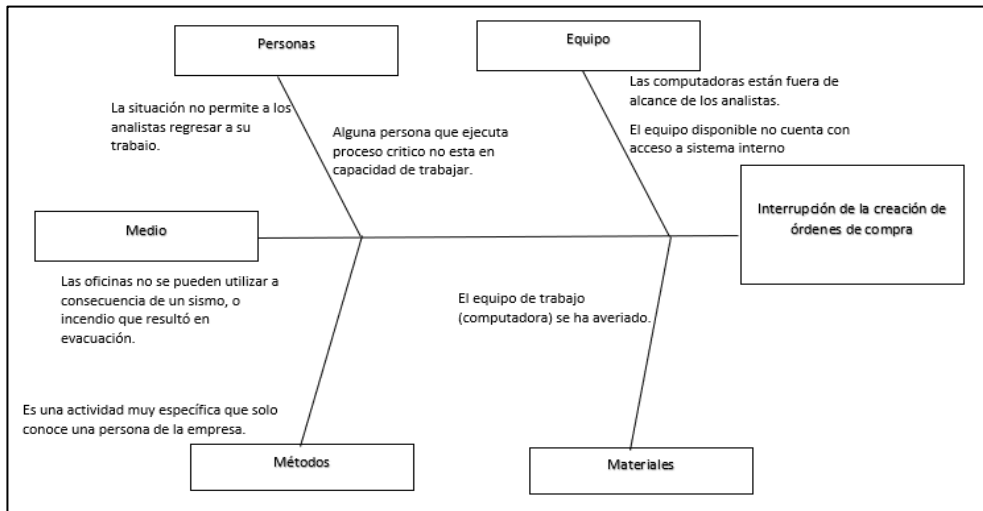 Personas
Equipo
La situación no permite a los
analistas regresar a su
trabaio.
Alguna persona que ejecuta
proceso critico no esta en
capacidad de trabajar.
Las computadoras están fuera de
alcance de los analistas.
El equipo disponible no cuenta con
acceso a sistema interno
Medio
Interrupción de la creación de
órdenes de compra
Las oficinas no se pueden utilizar a
consecuencia de un sismo, o
incendio que resultó en
evacuación.
El equipo de trabajo
(computadora) se ha averiado.
Es una actividad muy específica que solo
conoce una persona de la empresa.
Métodos
Materiales